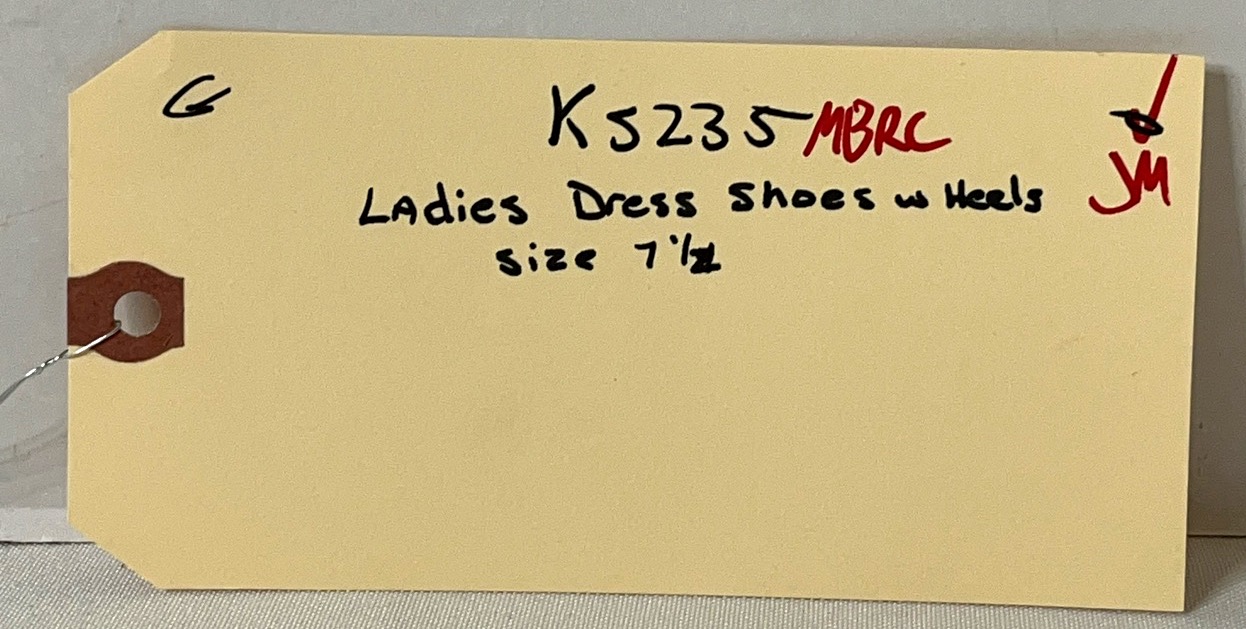 G
K5235 MBRC
JM
Ladies Dress Shoes w Heels
size 7 1/2